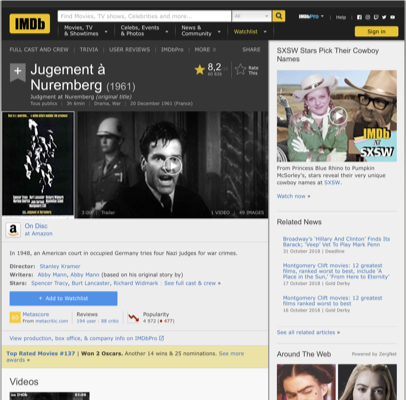 IMDb
Find Movies, TV shows, Celebrities and more...
All
IMDbPro
Help
Movies, TV & Showtimes
Celebs, Events & Photos
News & Community
Watchlist
Sign in
FULL CAST AND CREW | TRIVIA | USER REVIEWS | IMDbPro | MORE
SHARE
Jugement à
Nuremberg (1961)
Judgment at Nuremberg (original title)
Tous publics | 3h 6min | Drama, War | 20 December 1961 (France)
8,2
Rate This
Trailer
1 VIDEO
49 IMAGES
On Disc
at Amazon
In 1948, an American court in occupied Germany tries four Nazi judges for war crimes.
Director: Stanley Kramer
Writers: Abby Mann, Abby Mann (based on his original story by)
Stars: Spencer Tracy, Burt Lancaster, Richard Widmark | See full cast & crew »
+ Add to Watchlist
Metascore
From metacritic.com
Reviews
194 user | 88 critic
Popularity
4 972 (477)
View production, box office, & company info on IMDbPro
Top Rated Movies #137 | Won 2 Oscars. Another 14 wins & 25 nominations. See more
awards »
Videos
SXSW Stars Pick Their Cowboy
Names
IMDb
AT
SXSW
From Princess Blue Rhino to Pumpkin
McSorley's, stars reveal their very unique
cowboy names at SXSW.
Watch now »
Related News
Broadway's 'Hillary And Clinton' Finds Its
Barack; 'Veep' Vet To Play Mark Penn
31 October 2018 | Deadline
Montgomery Clift movies: 12 greatest
films, ranked worst to best, include 'A
Place in the Sun,' 'From Here to Eternity'
17 October 2018 | Gold Derby
Montgomery Clift movies: 12 greatest
films ranked worst to best
16 October 2018 | Gold Derby
See all related articles »
Around The Web
Powered by ZergNet